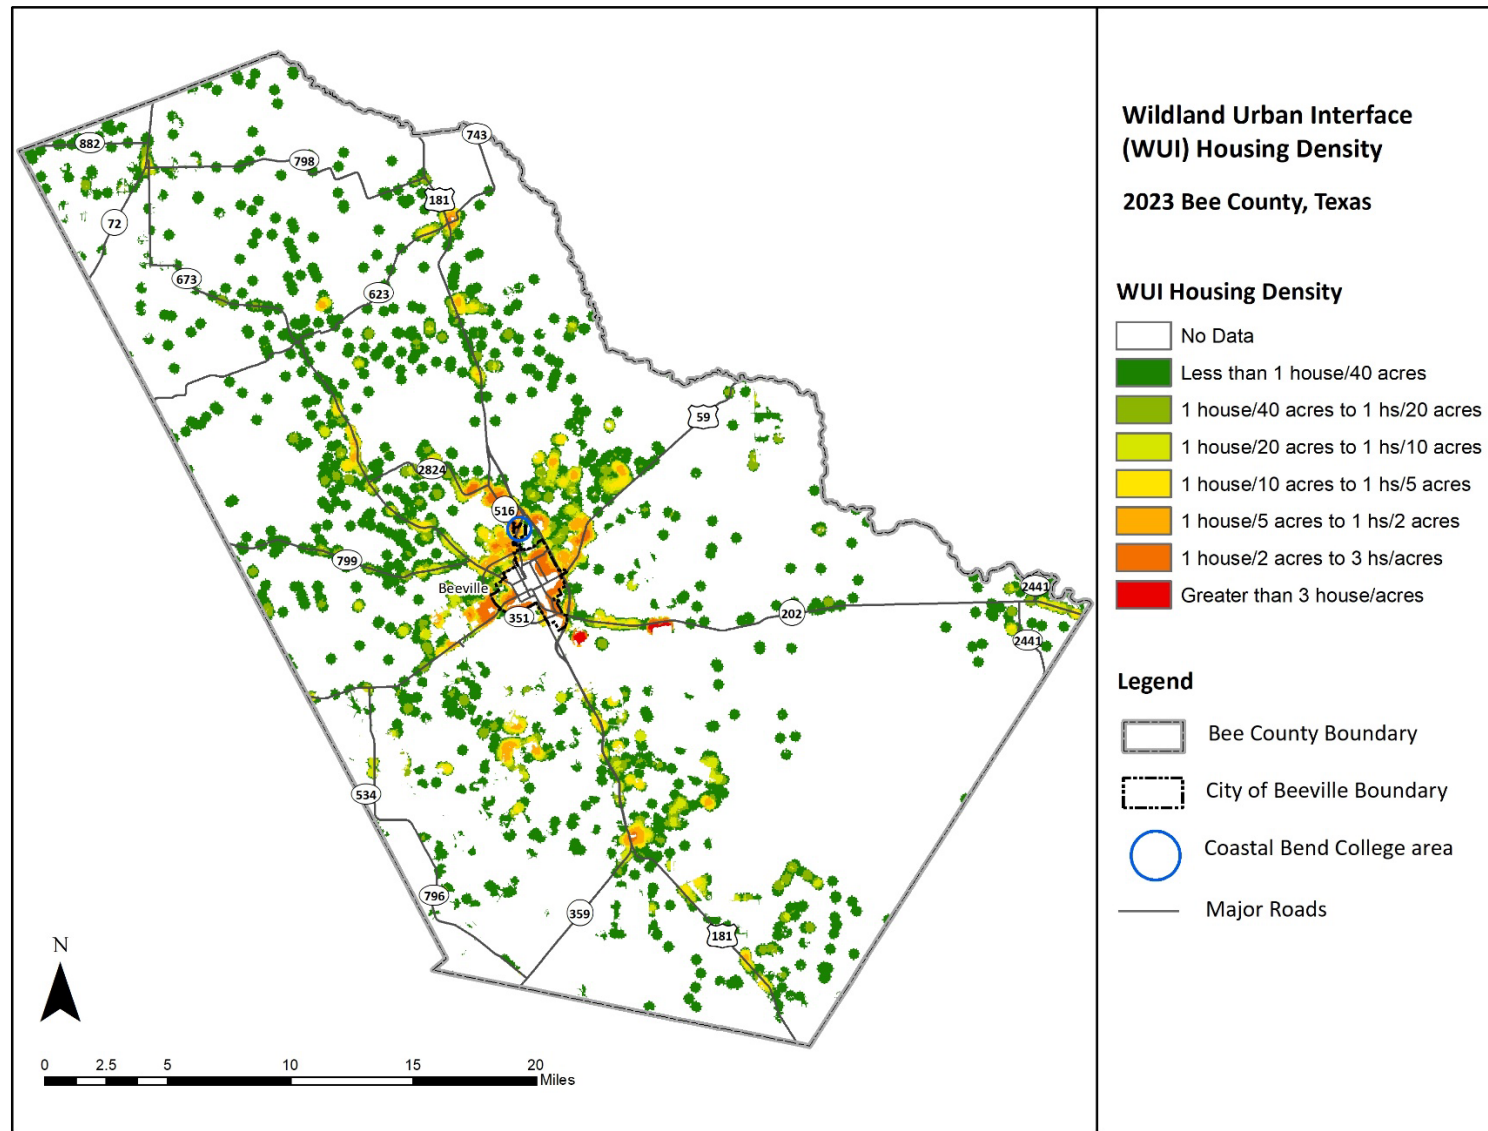 Wildland Urban Interface
(WUI) Housing Density
2023 Bee County, Texas
WUI Housing Density
No Data
Less than 1 house/40 acres
1 house/40 acres to 1 hs/20 acres
1 house/20 acres to 1 hs/10 acres
1 house/10 acres to 1 hs/5 acres
1 house/5 acres to 1 hs/2 acres
1 house/2 acres to 3 hs/acres
Greater than 3 house/acres
Legend
Bee County Boundary
City of Beeville Boundary
Coastal Bend College area
Major Roads
743
882
798
181
72
673
623
59
2824
516
799
Beeville
351
202
2441
2441
534
796
359
181
N
0 2.5 5 10 15 20
Miles